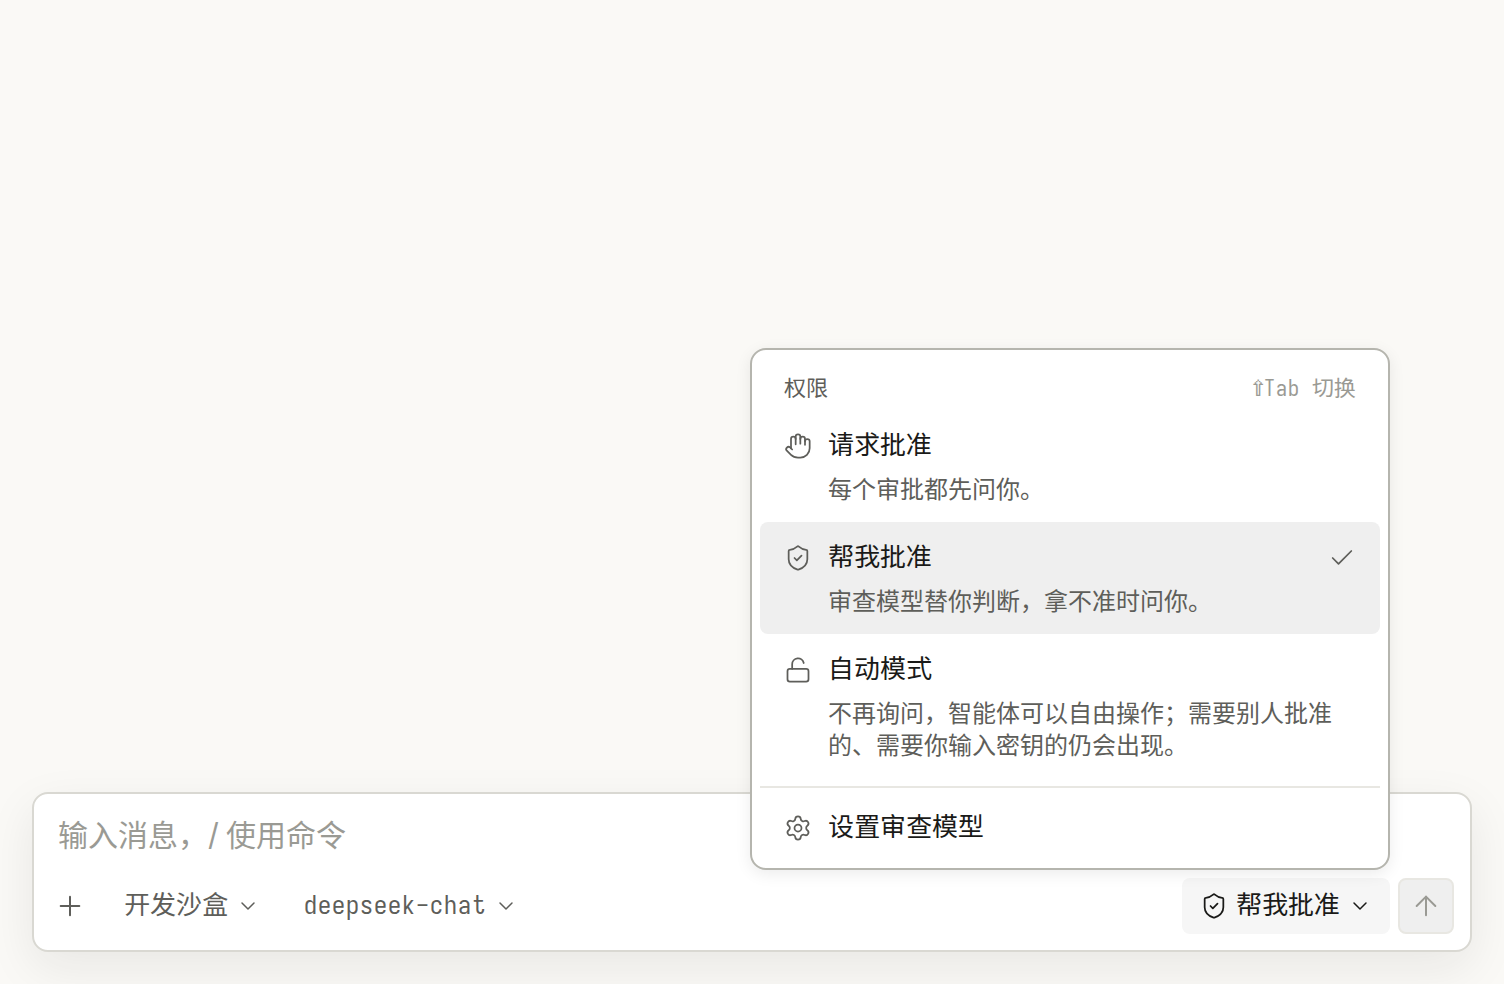 权限 ⇧Tab 切换
请求批准
每个审批都先问你。
帮我批准
审查模型替你判断，拿不准时问你。
自动模式
不再询问，智能体可以自由操作；需要别人批准
的、需要你输入密钥的仍会出现。
设置审查模型
输入消息，/ 使用命令
开发沙盒 deepseek-chat 帮我批准